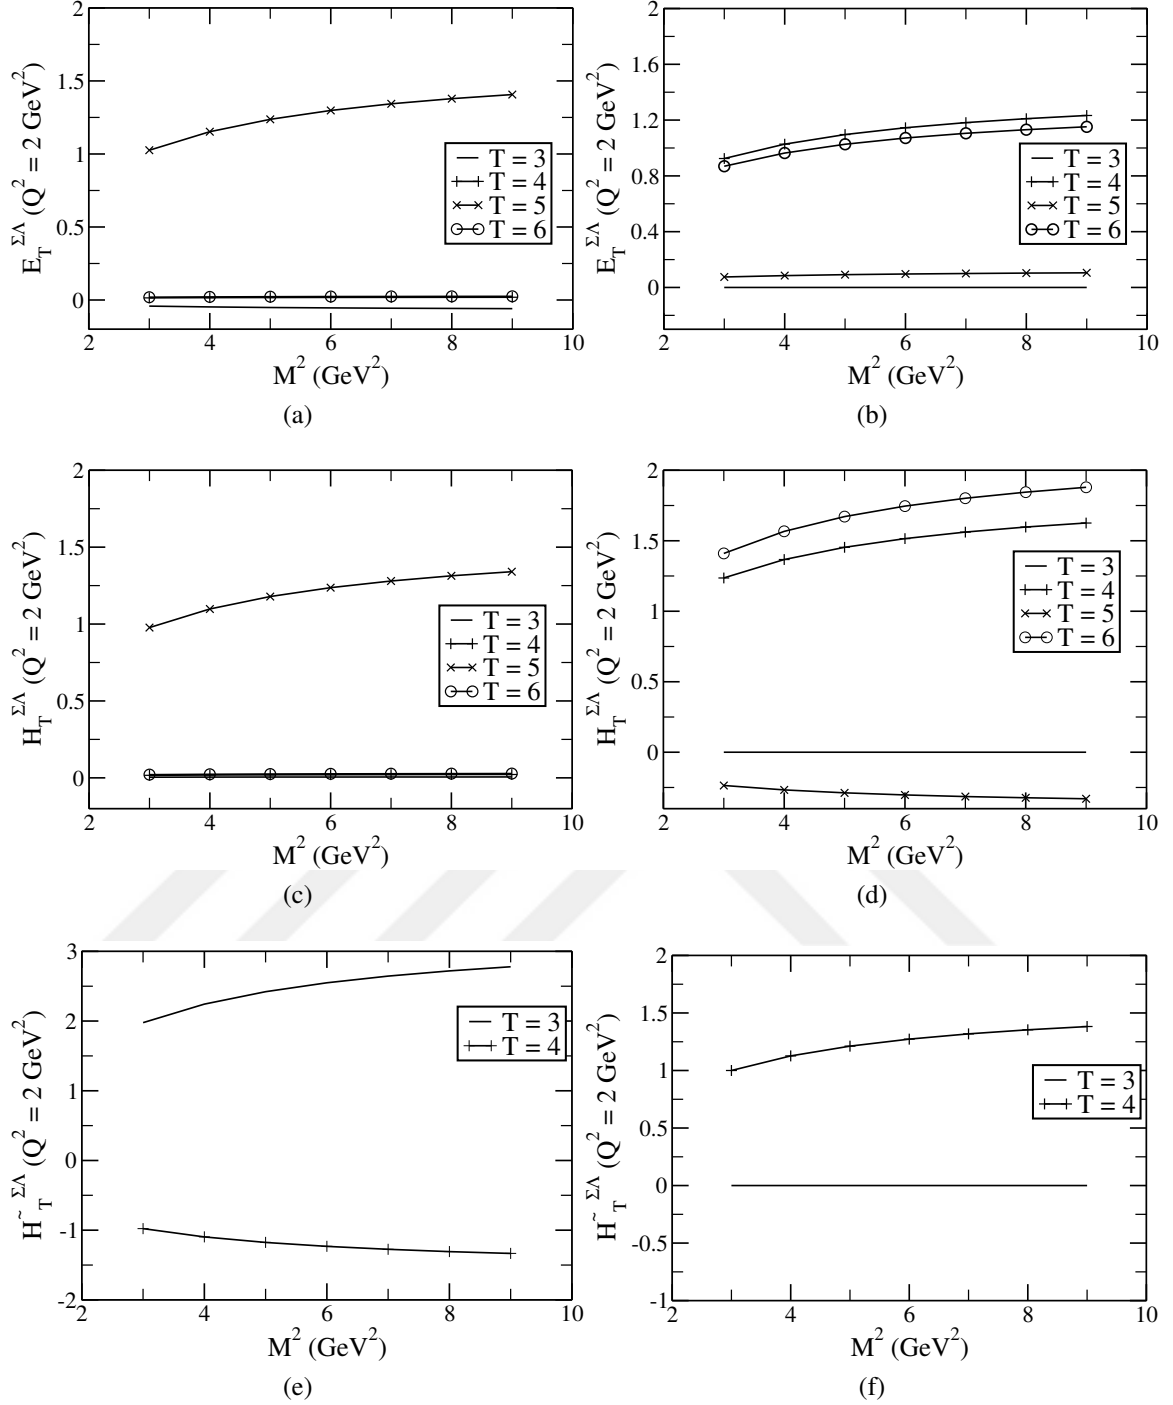 2
1.5
1
0.5
0
2 4 6 8 10
E_T^ΣΛ (Q^2 = 2 GeV^2)
M^2 (GeV^2)
T = 3
T = 4
T = 5
T = 6
(a)
2
1.6
1.2
0.8
0.4
0
2 4 6 8 10
E_T^ΣΛ (Q^2 = 2 GeV^2)
M^2 (GeV^2)
T = 3
T = 4
T = 5
T = 6
(b)
2
1.5
1
0.5
0
2 4 6 8 10
H_T^ΣΛ (Q^2 = 2 GeV^2)
M^2 (GeV^2)
T = 3
T = 4
T = 5
T = 6
(c)
2
1.5
1
0.5
0
2 4 6 8 10
H_T^ΣΛ (Q^2 = 2 GeV^2)
M^2 (GeV^2)
T = 3
T = 4
T = 5
T = 6
(d)
3
2
1
0
-1
-2
2 4 6 8 10
H~_T^ΣΛ (Q^2 = 2 GeV^2)
M^2 (GeV^2)
T = 3
T = 4
(e)
2
1.5
1
0.5
0
-0.5
-1
2 4 6 8 10
H~_T^ΣΛ (Q^2 = 2 GeV^2)
M^2 (GeV^2)
T = 3
T = 4
(f)